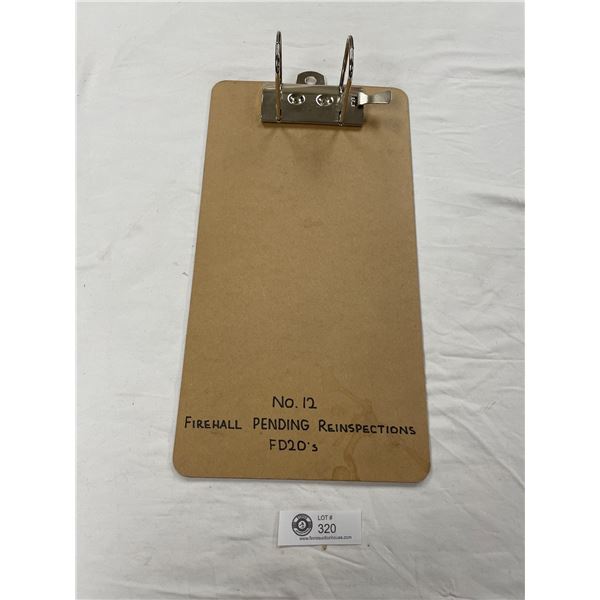 No. 12
FIREHALL PENDING REINSPECTIONS
FD20's
LOT #
320